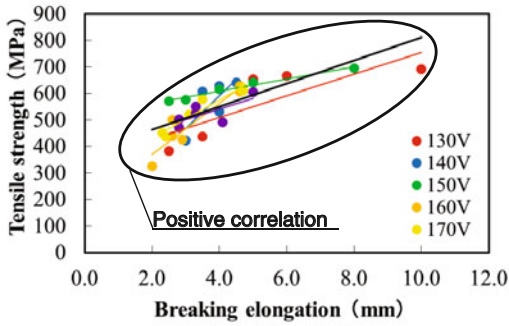 Tensile strength（MPa）
900
800
700
600
500
400
300
200
100
0
Positive correlation
130V
140V
150V
160V
170V
0.0 2.0 4.0 6.0 8.0 10.0 12.0
Breaking elongation（mm）